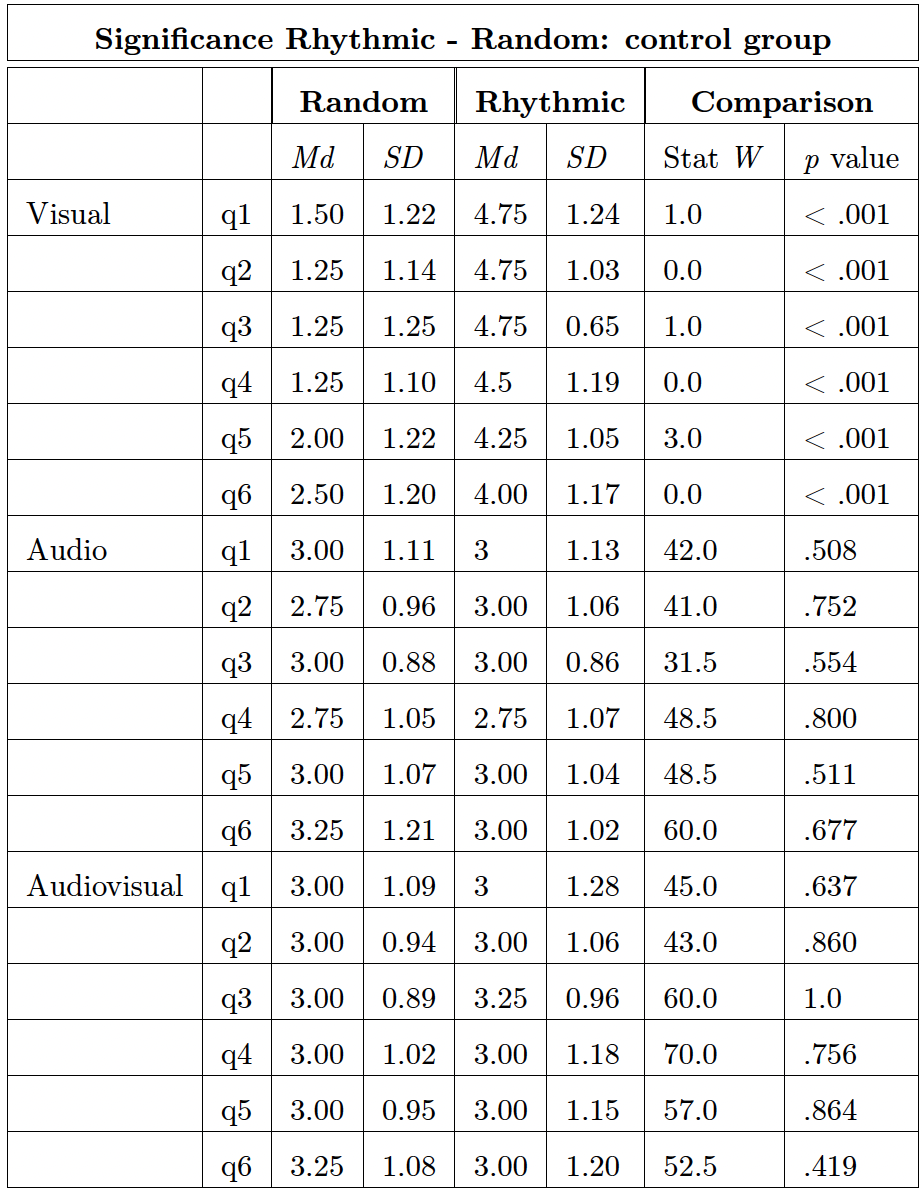 Significance Rhythmic - Random: control group
Random Rhythmic Comparison
Md SD Md SD Stat W p value
Visual q1 1.50 1.22 4.75 1.24 1.0 < .001
q2 1.25 1.14 4.75 1.03 0.0 < .001
q3 1.25 1.25 4.75 0.65 1.0 < .001
q4 1.25 1.10 4.5 1.19 0.0 < .001
q5 2.00 1.22 4.25 1.05 3.0 < .001
q6 2.50 1.20 4.00 1.17 0.0 < .001
Audio q1 3.00 1.11 3 1.13 42.0 .508
q2 2.75 0.96 3.00 1.06 41.0 .752
q3 3.00 0.88 3.00 0.86 31.5 .554
q4 2.75 1.05 2.75 1.07 48.5 .800
q5 3.00 1.07 3.00 1.04 48.5 .511
q6 3.25 1.21 3.00 1.02 60.0 .677
Audiovisual q1 3.00 1.09 3 1.28 45.0 .637
q2 3.00 0.94 3.00 1.06 43.0 .860
q3 3.00 0.89 3.25 0.96 60.0 1.0
q4 3.00 1.02 3.00 1.18 70.0 .756
q5 3.00 0.95 3.00 1.15 57.0 .864
q6 3.25 1.08 3.00 1.20 52.5 .419